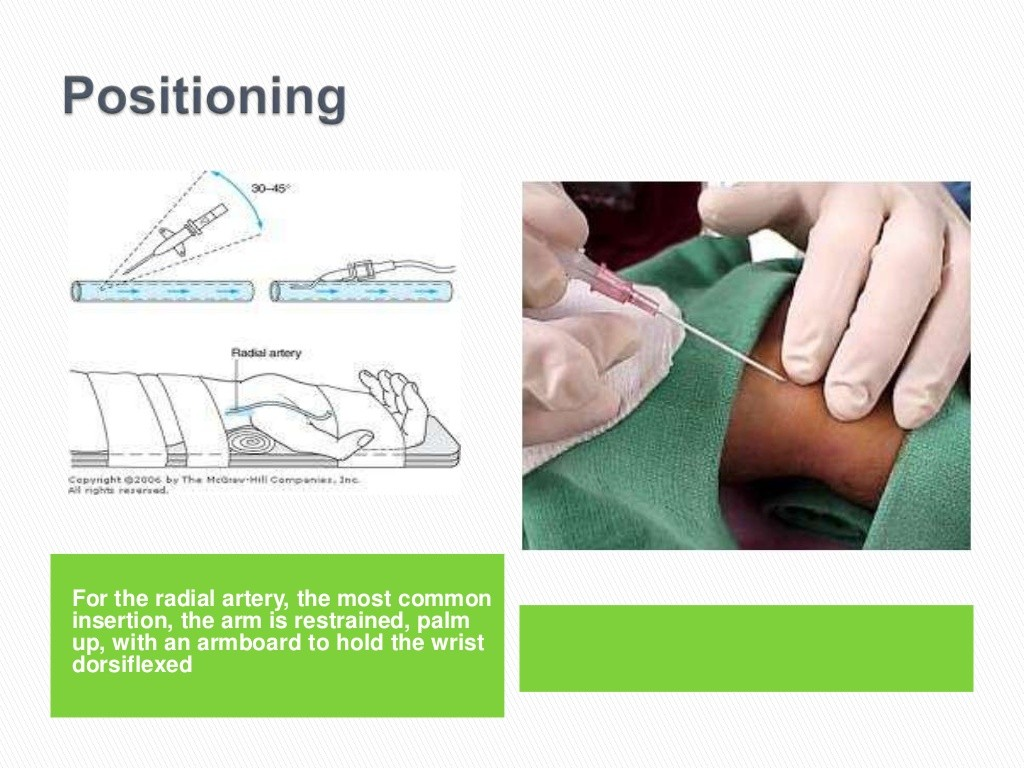 Positioning
30–45°
Radial artery
Copyright ©2006 by The McGraw-Hill Companies, Inc.
All rights reserved.
For the radial artery, the most common
insertion, the arm is restrained, palm
up, with an armboard to hold the wrist
dorsiflexed